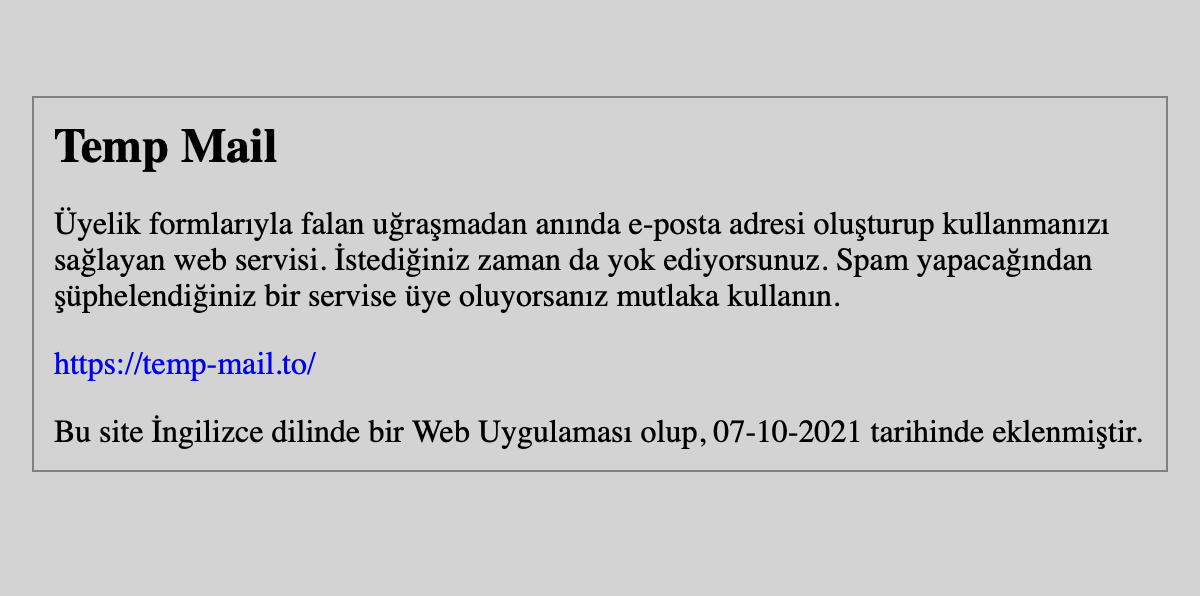 Temp Mail
Üyelik formlarıyla falan uğraşmadan anında e-posta adresi oluşturup kullanmanızı
sağlayan web servisi. İstediğiniz zaman da yok ediyorsunuz. Spam yapacağından
şüphelendiğiniz bir servise üye oluyorsanız mutlaka kullanın.
https://temp-mail.to/
Bu site İngilizce dilinde bir Web Uygulaması olup, 07-10-2021 tarihinde eklenmiştir.